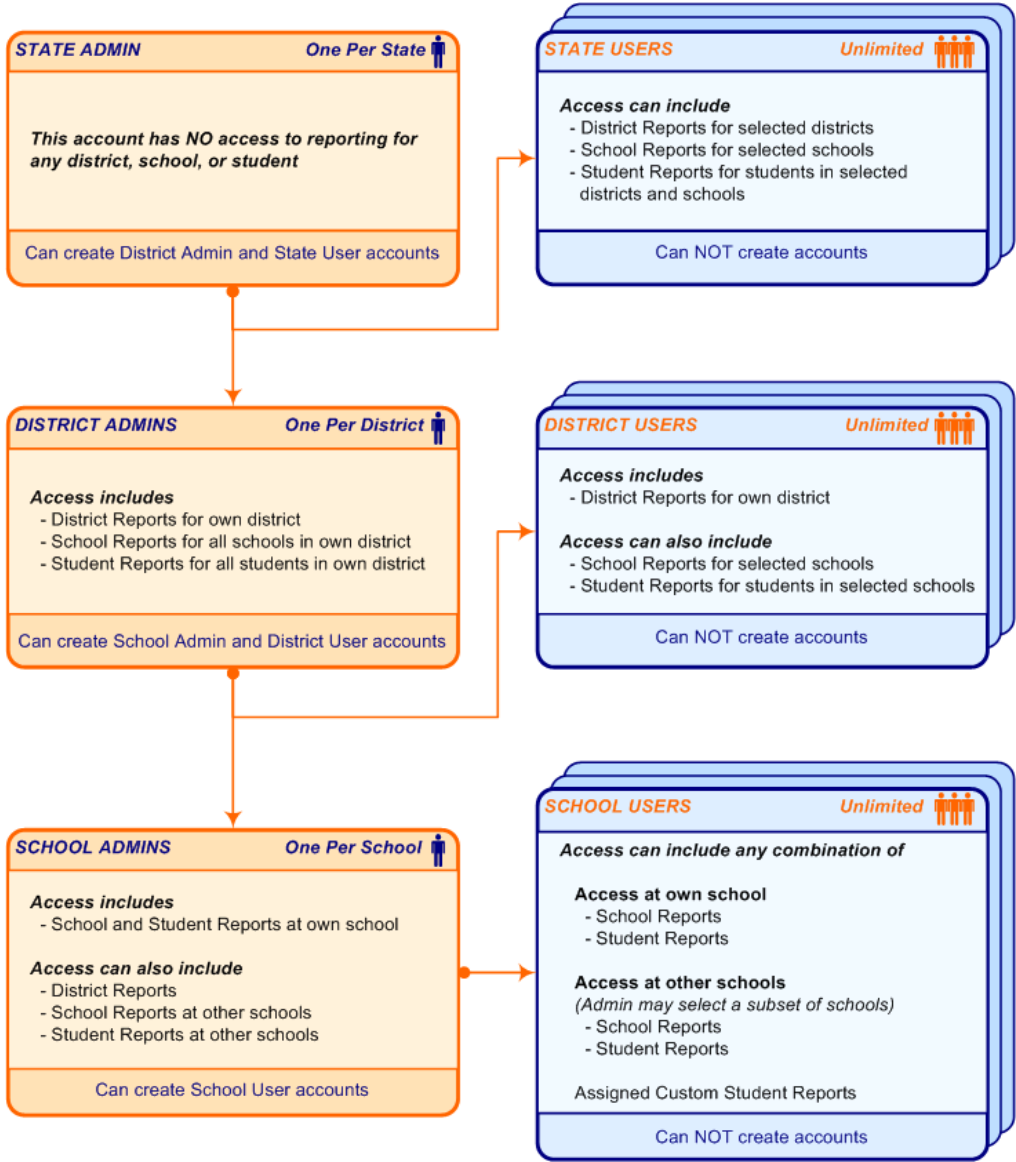 STATE ADMIN One Per State
This account has NO access to reporting for
any district, school, or student
Can create District Admin and State User accounts
STATE USERS Unlimited
Access can include
- District Reports for selected districts
- School Reports for selected schools
- Student Reports for students in selected
districts and schools
Can NOT create accounts
DISTRICT ADMINS One Per District
Access includes
- District Reports for own district
- School Reports for all schools in own district
- Student Reports for all students in own district
Can create School Admin and District User accounts
DISTRICT USERS Unlimited
Access includes
- District Reports for own district
Access can also include
- School Reports for selected schools
- Student Reports for students in selected schools
Can NOT create accounts
SCHOOL ADMINS One Per School
Access includes
- School and Student Reports at own school
Access can also include
- District Reports
- School Reports at other schools
- Student Reports at other schools
Can create School User accounts
SCHOOL USERS Unlimited
Access can include any combination of
Access at own school
- School Reports
- Student Reports
Access at other schools
(Admin may select a subset of schools)
- School Reports
- Student Reports
Assigned Custom Student Reports
Can NOT create accounts